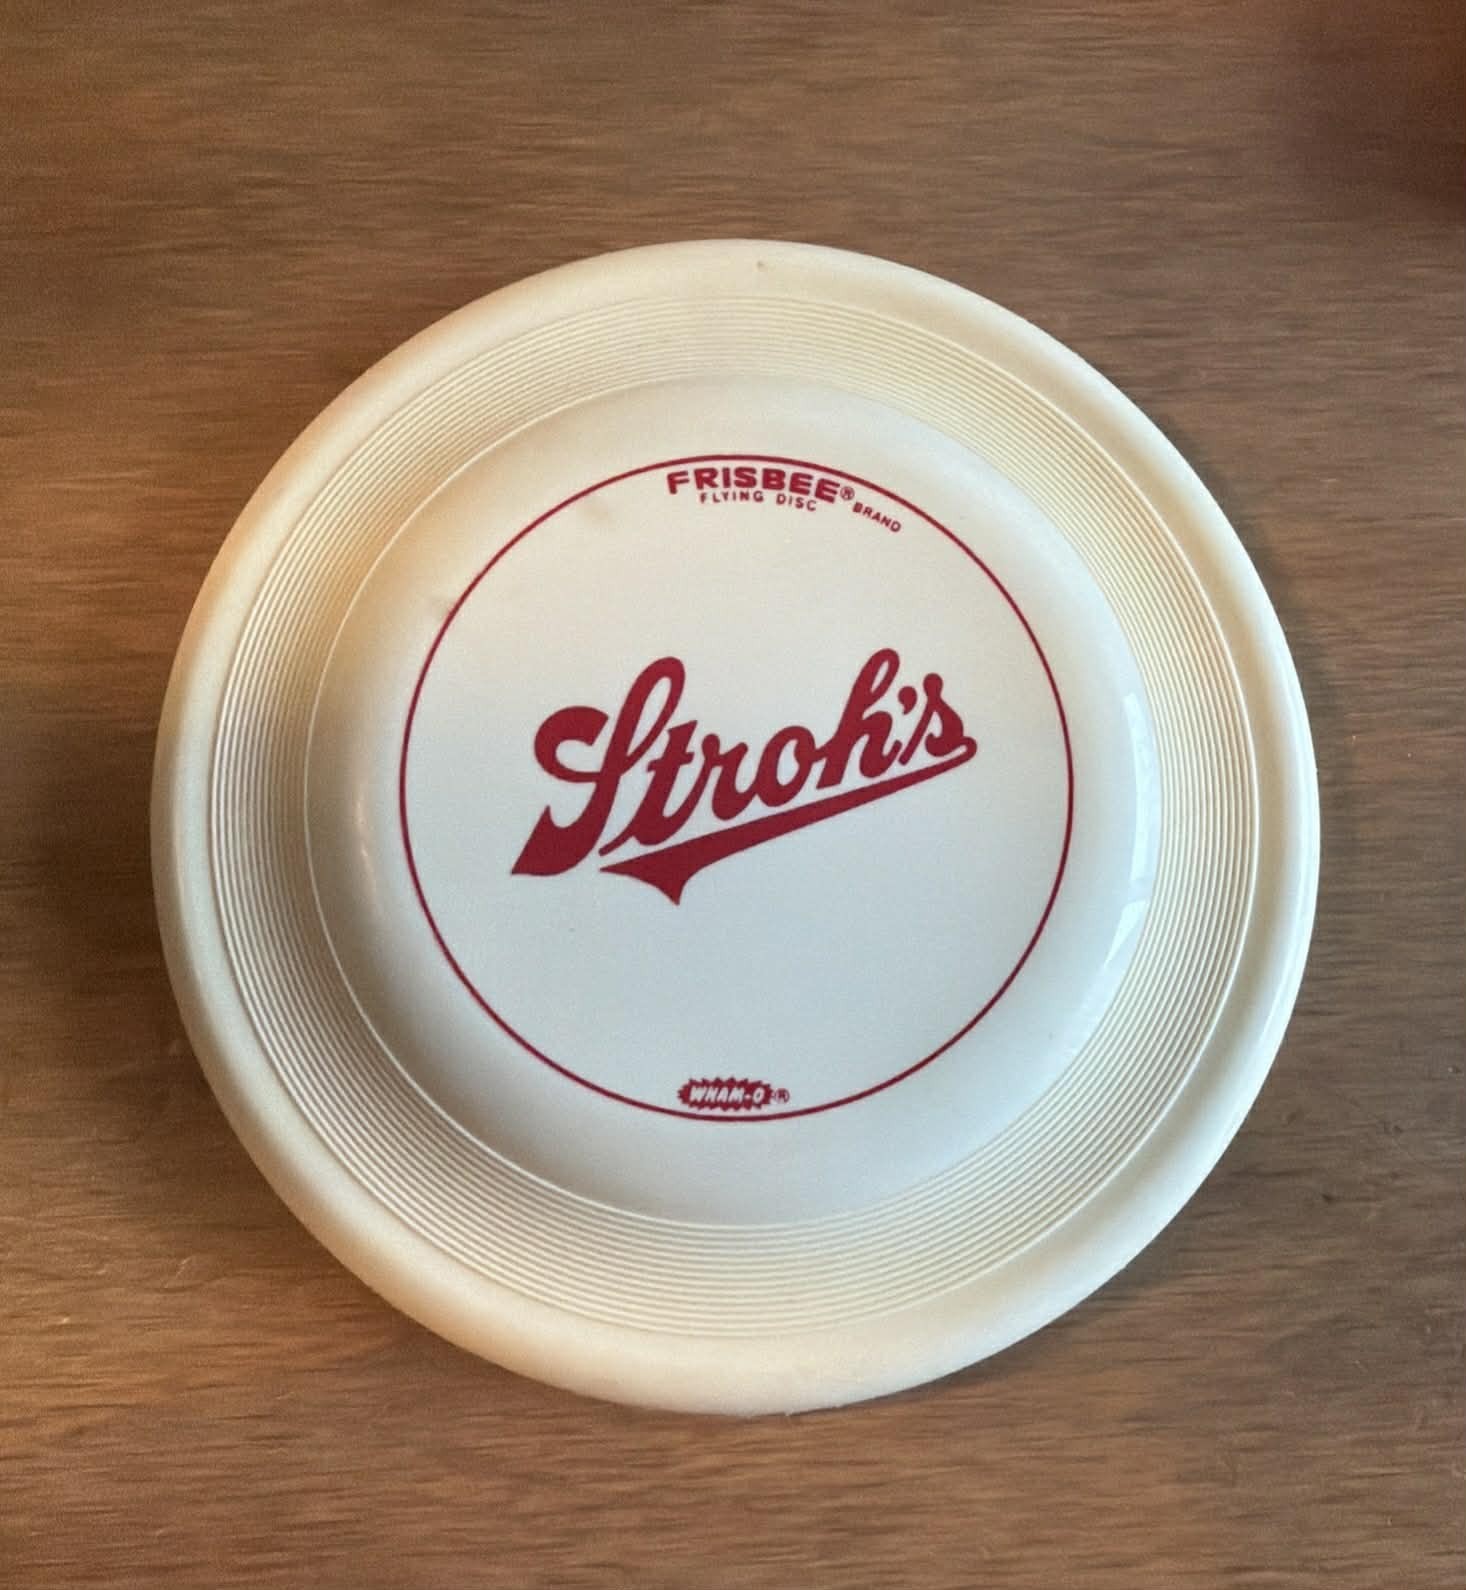 FRISBEE® BRAND
FLYING DISC
Stroh's
WHAM-O®